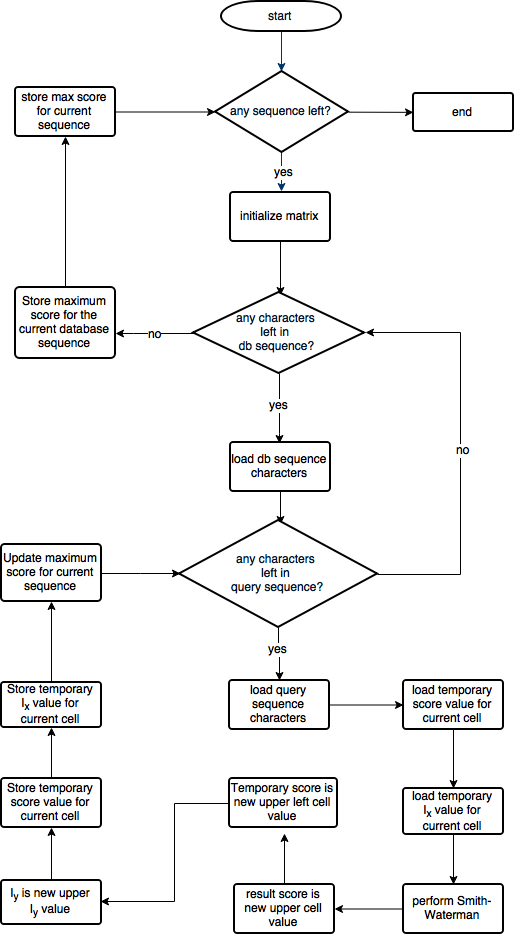 start
store max score
for current
sequence
any sequence left?
end
yes
initialize matrix
Store maximum
score for the
current database
sequence
no
any characters
left in
db sequence?
yes
load db sequence
characters
no
Update maximum
score for current
sequence
any characters
left in
query sequence?
yes
Store temporary
Ix value for
current cell
load query
sequence
characters
load temporary
score value for
current cell
Store temporary
score value for
current cell
Temporary score is
new upper left cell
value
load temporary
Ix value for
current cell
Iy is new upper
Iy value
result score is
new upper cell
value
perform Smith-
Waterman